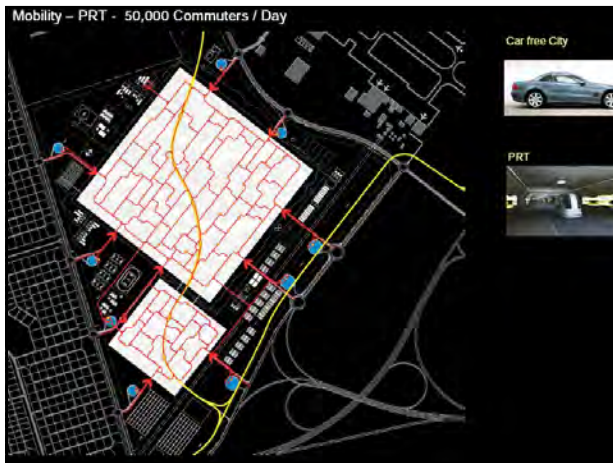 Mobility – PRT - 50,000 Commuters / Day
Car free City
PRT